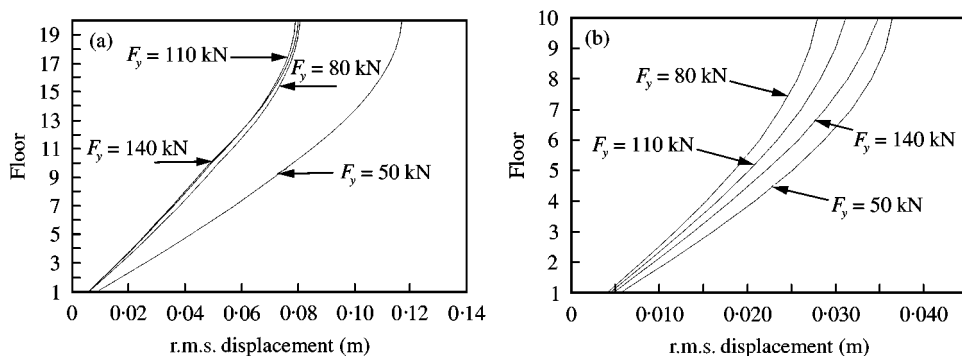 (a)
19
17
15
13
11
9
7
5
3
1
Floor
F_y = 110 kN
F_y = 80 kN
F_y = 140 kN
F_y = 50 kN
0 0·02 0·04 0·06 0·08 0·10 0·12 0·14
r.m.s. displacement (m)
(b)
10
9
8
7
6
5
4
3
2
1
Floor
F_y = 80 kN
F_y = 110 kN
F_y = 140 kN
F_y = 50 kN
0 0·010 0·020 0·030 0·040
r.m.s. displacement (m)